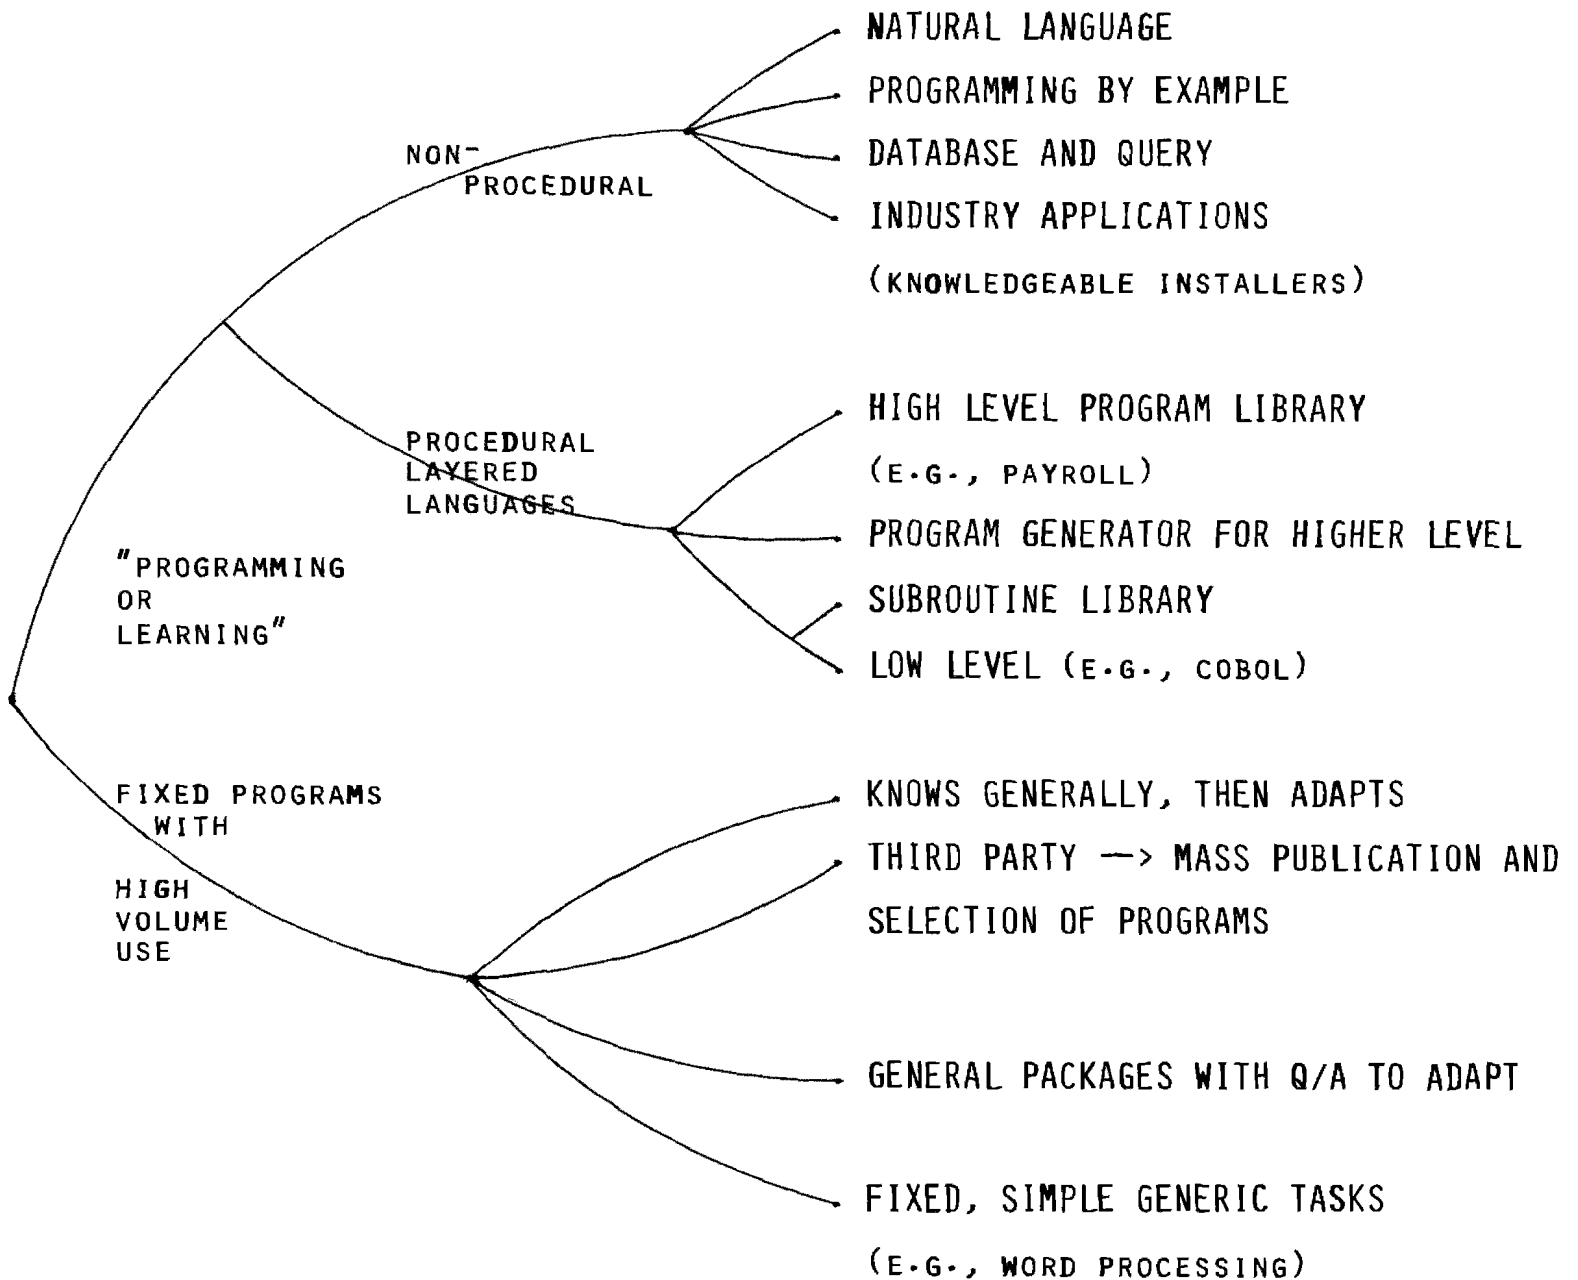 NATURAL LANGUAGE
PROGRAMMING BY EXAMPLE
DATABASE AND QUERY
INDUSTRY APPLICATIONS
(KNOWLEDGEABLE INSTALLERS)
NON-
PROCEDURAL
HIGH LEVEL PROGRAM LIBRARY
(E.G., PAYROLL)
PROGRAM GENERATOR FOR HIGHER LEVEL
SUBROUTINE LIBRARY
LOW LEVEL (E.G., COBOL)
PROCEDURAL
LAYERED
LANGUAGES
"PROGRAMMING
OR
LEARNING"
FIXED PROGRAMS
WITH
HIGH
VOLUME
USE
KNOWS GENERALLY, THEN ADAPTS
THIRD PARTY —> MASS PUBLICATION AND
SELECTION OF PROGRAMS
GENERAL PACKAGES WITH Q/A TO ADAPT
FIXED, SIMPLE GENERIC TASKS
(E.G., WORD PROCESSING)